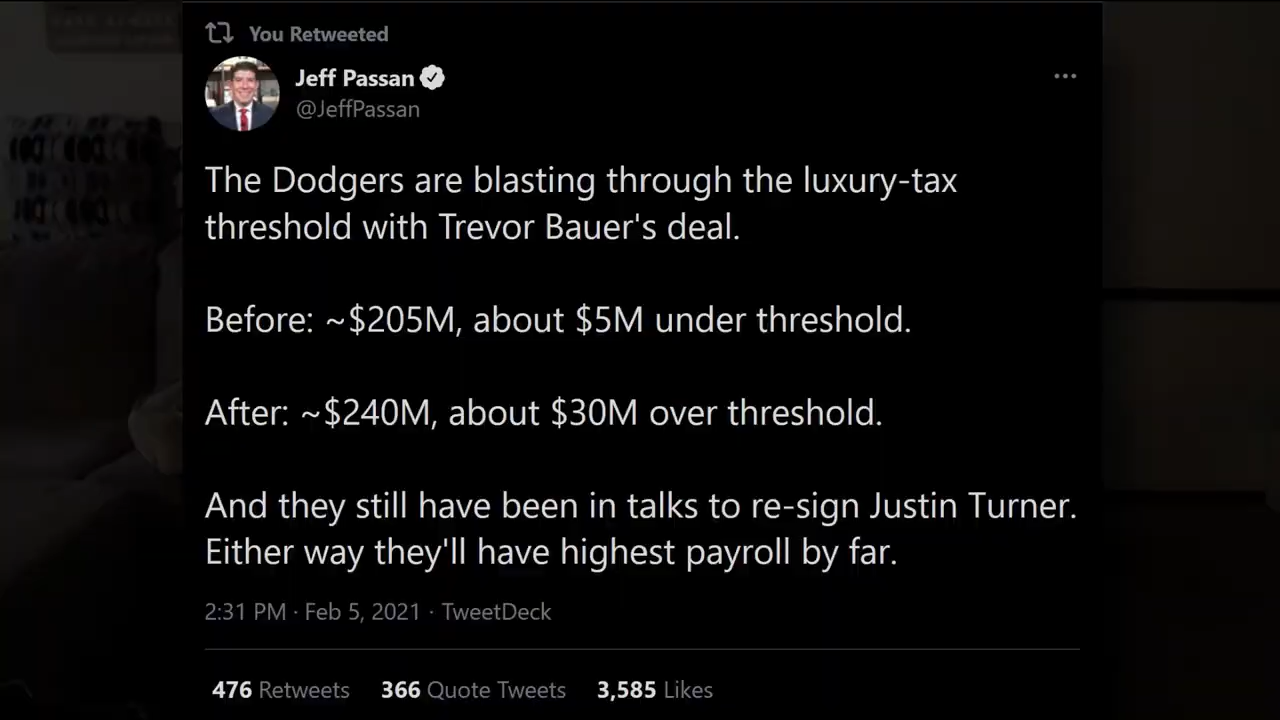 You Retweeted
Jeff Passan
@JeffPassan
The Dodgers are blasting through the luxury-tax
threshold with Trevor Bauer's deal.
Before: ~$205M, about $5M under threshold.
After: ~$240M, about $30M over threshold.
And they still have been in talks to re-sign Justin Turner.
Either way they'll have highest payroll by far.
2:31 PM · Feb 5, 2021 · TweetDeck
476 Retweets 366 Quote Tweets 3,585 Likes